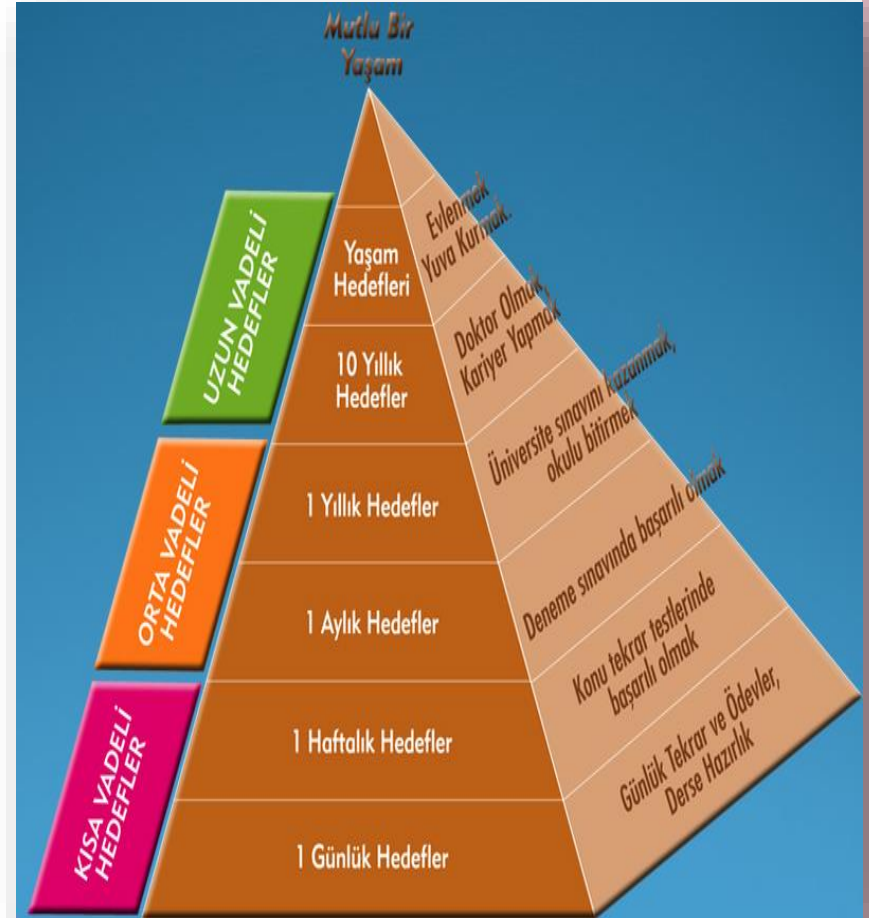 Mutlu Bir
Yaşam
UZUN VADELİ
HEDEFLER
Yaşam
Hedefleri
Evlenmek
Yuva Kurmak.
10 Yıllık
Hedefler
Doktor Olmak,
Kariyer Yapmak
ORTA VADELİ
HEDEFLER
1 Yıllık Hedefler
Üniversite sınavını kazanmak,
okulu bitirmek
1 Aylık Hedefler
Deneme sınavında başarılı olmak
KISA VADELİ
HEDEFLER
1 Haftalık Hedefler
Konu tekrar testlerinde
başarılı olmak
1 Günlük Hedefler
Günlük Tekrar ve Ödevler,
Derse Hazırlık